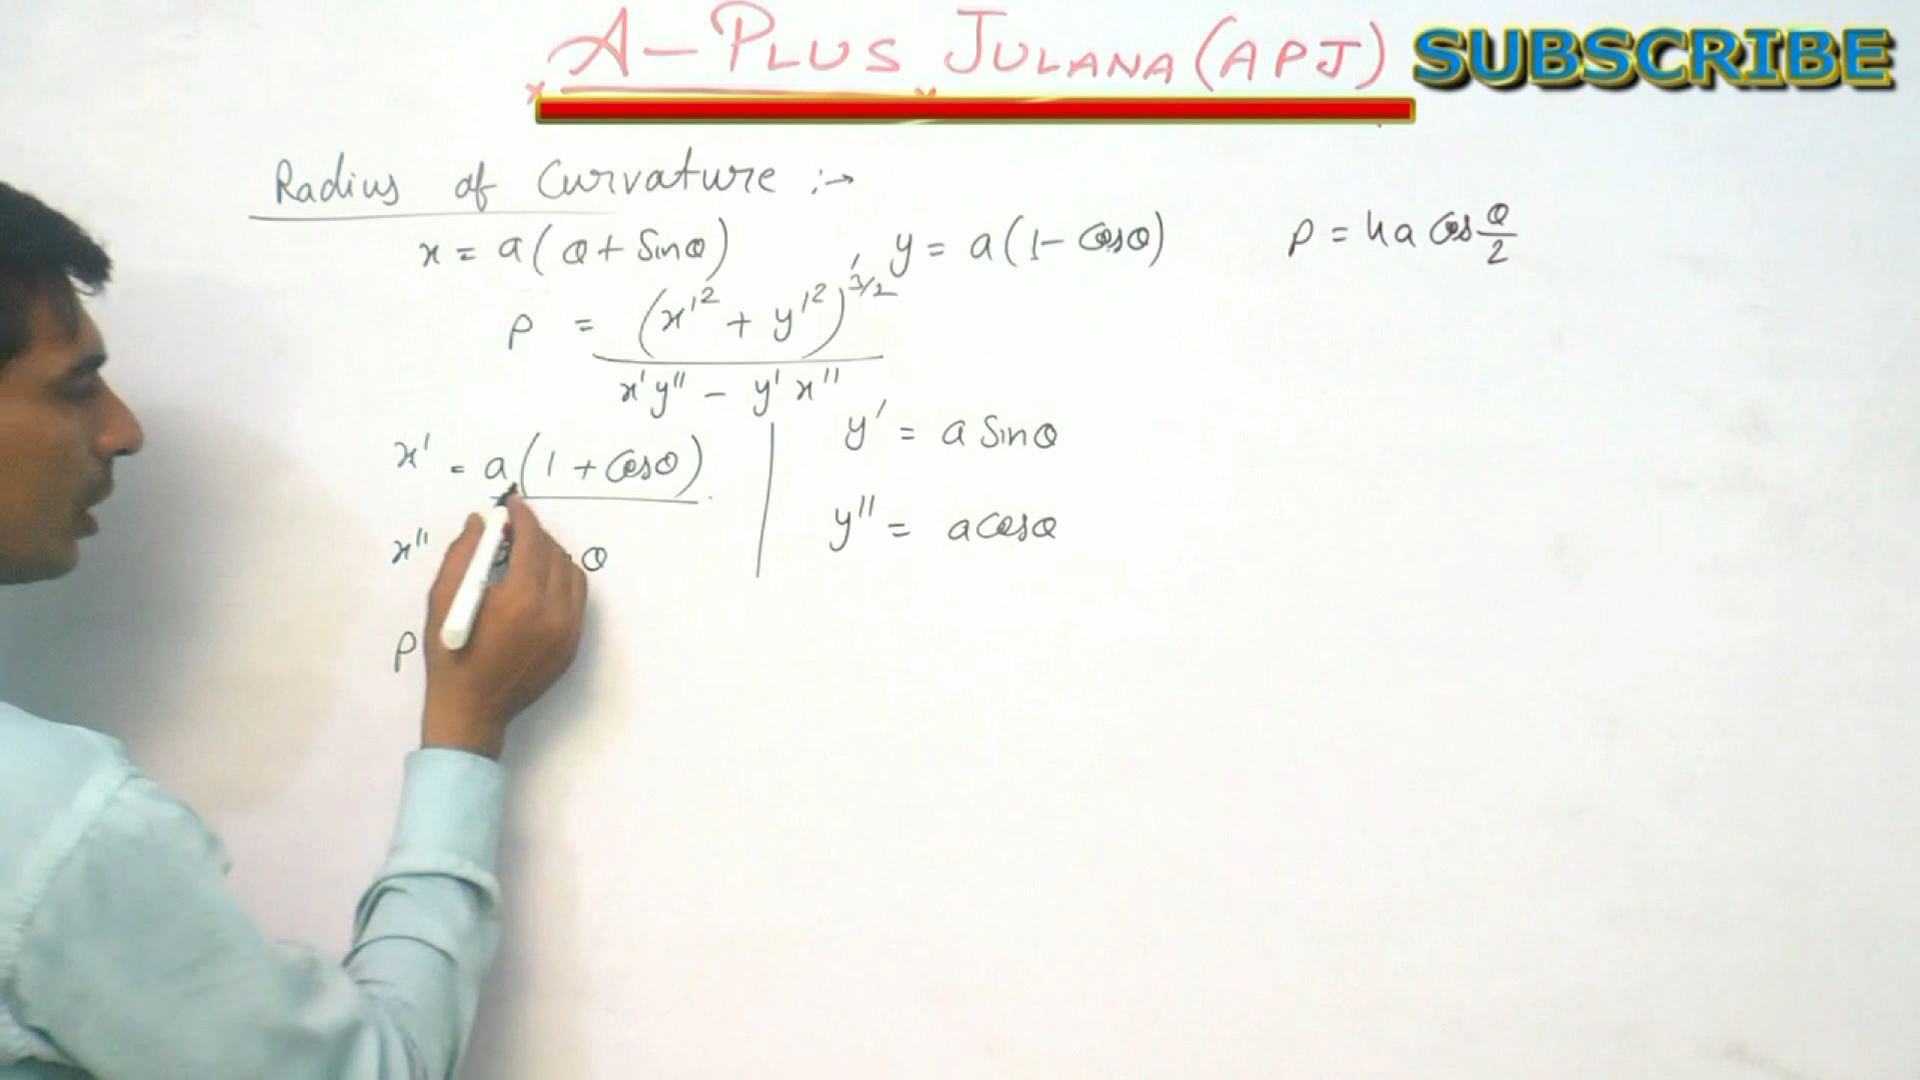 A-PLUS JULANA (APJ) SUBSCRIBE
Radius of Curvature :→
x = a(θ + Sinθ), y = a(1 - Cosθ) ρ = 4a Cos θ/2
ρ = (x'² + y'²)^3/2 / x'y'' - y'x''
x' = a(1 + Cosθ) y' = a Sinθ
x'' θ y'' = a Cosθ
ρ